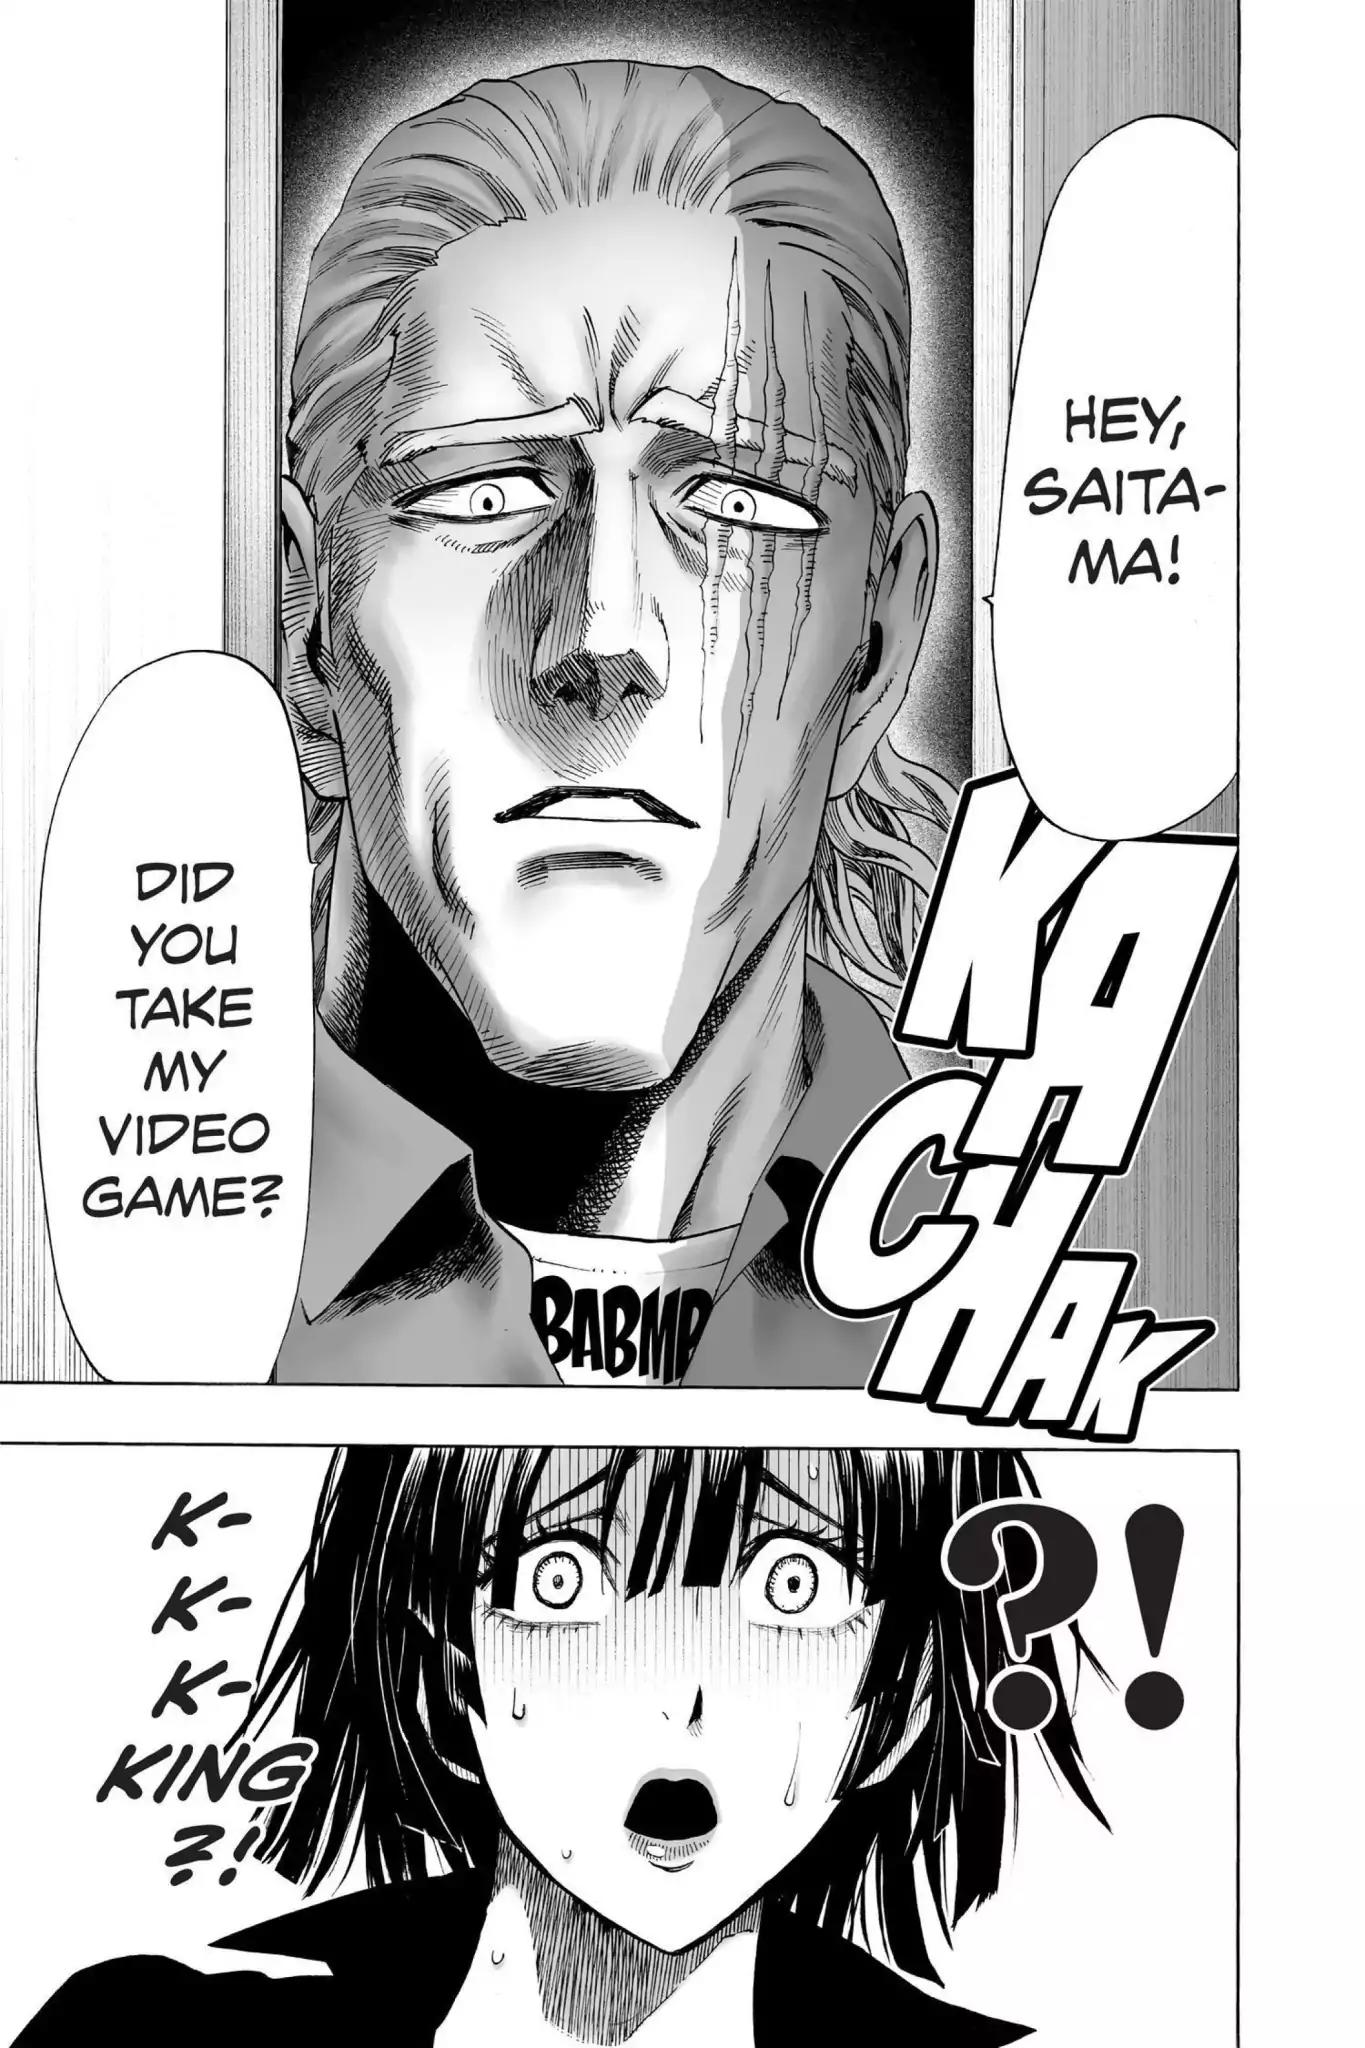 HEY,
SAITA-
MA!
KA
CHAK
DID
YOU
TAKE
MY
VIDEO
GAME?
BABMP
?!
K-
K-
K-
KING
?!